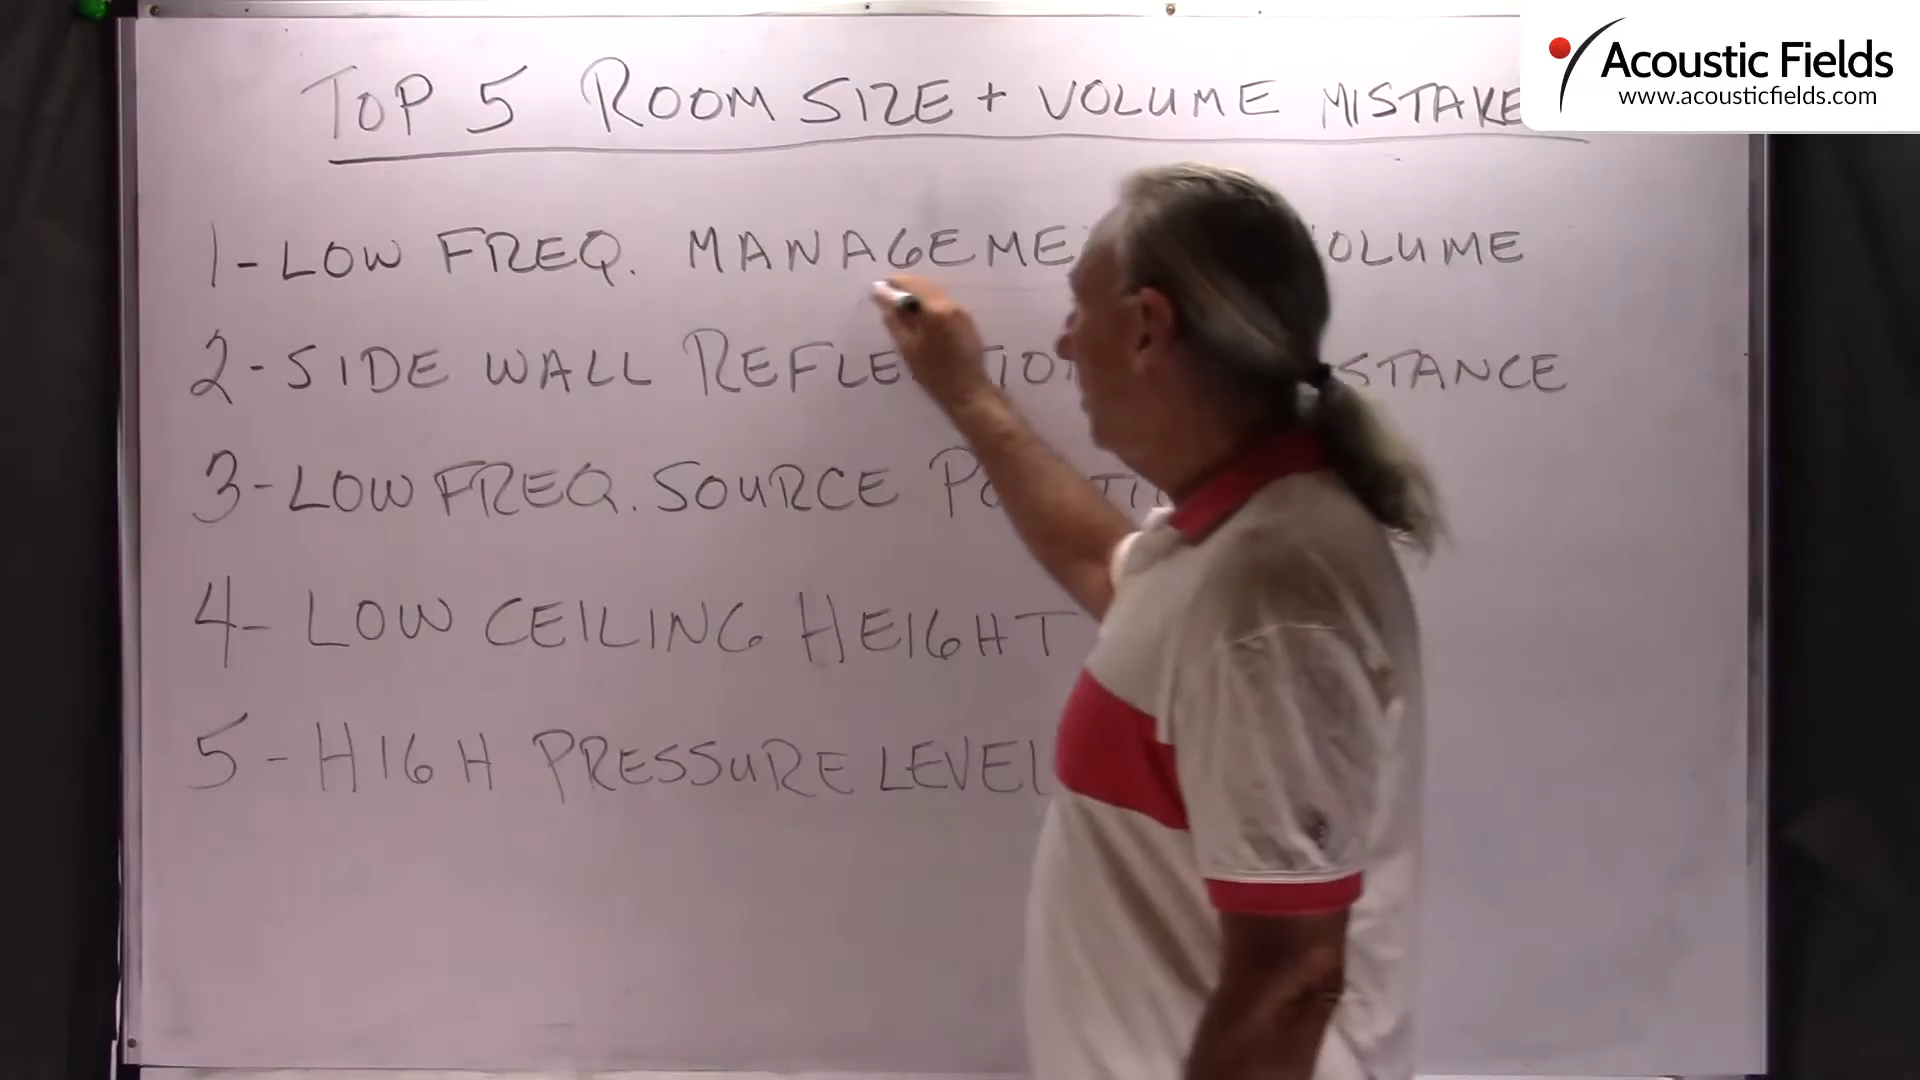 Acoustic Fields
www.acousticfields.com
TOP 5 ROOM SIZE + VOLUME MISTAKE
1-LOW FREQ. MANAGEME OLUME
2-SIDE WALL STANCE
3-LOW FREQ. SOURCE
4- LOW CEILING HEIGHT
5-HIGH PRESSURE LEVEL